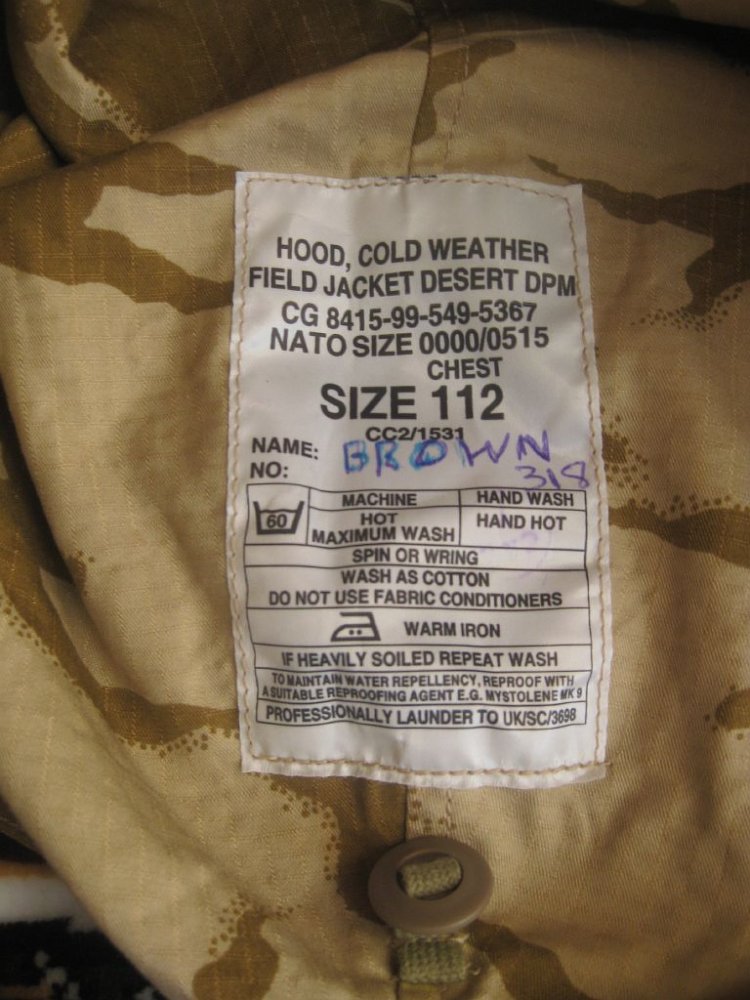 HOOD, COLD WEATHER
FIELD JACKET DESERT DPM
CG 8415-99-549-5367
NATO SIZE 0000/0515
CHEST
SIZE 112
CC2/1531
NAME: BROWN
NO: 318
60
MACHINE HAND WASH
HOT HAND HOT
MAXIMUM WASH
SPIN OR WRING
WASH AS COTTON
DO NOT USE FABRIC CONDITIONERS
WARM IRON
IF HEAVILY SOILED REPEAT WASH
TO MAINTAIN WATER REPELLENCY, REPROOF WITH
A SUITABLE REPROOFING AGENT E.G. MYSTOLENE MK 9
PROFESSIONALLY LAUNDER TO UK/SC/3698